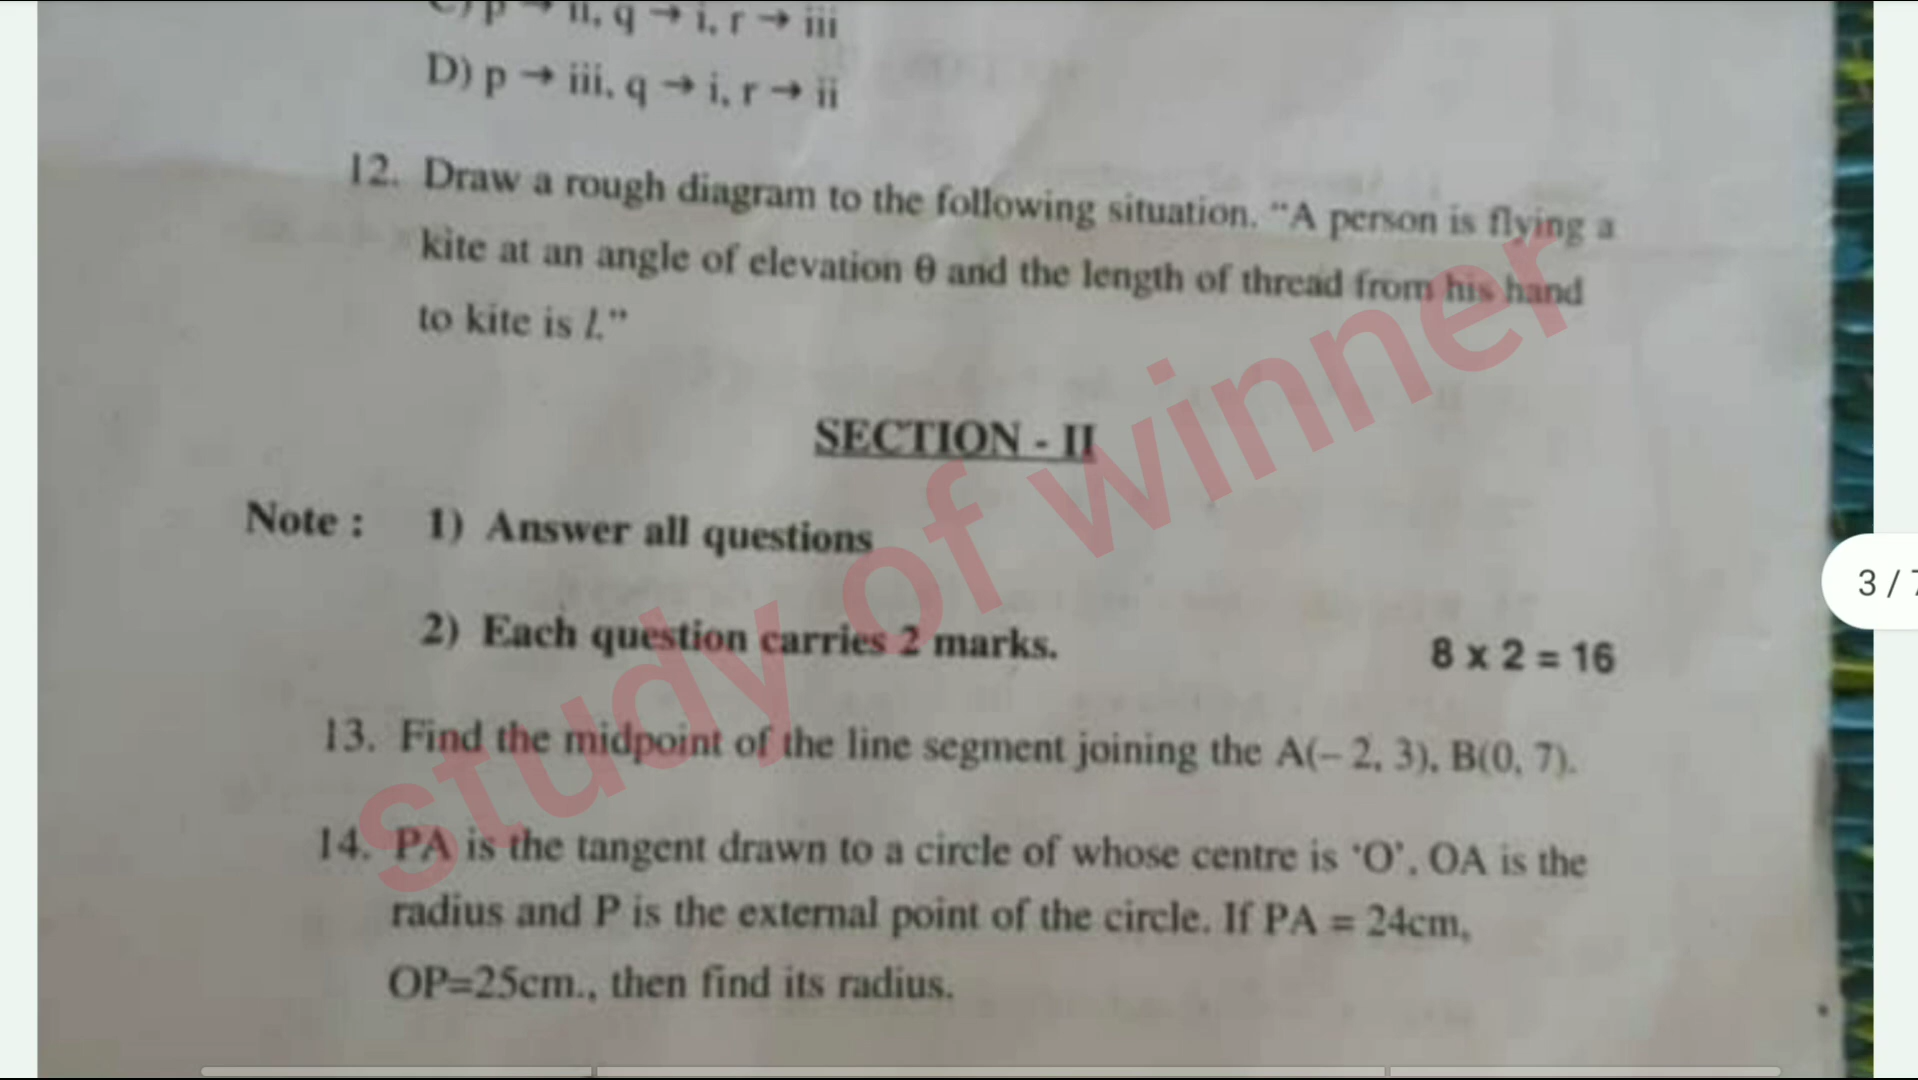 C) p → ii, q → i, r → iii
D) p → iii, q → i, r → ii
12. Draw a rough diagram to the following situation. “A person is flying a
kite at an angle of elevation θ and the length of thread from his hand
to kite is l.”
SECTION - II
Note : 1) Answer all questions
2) Each question carries 2 marks.
8 x 2 = 16
13. Find the midpoint of the line segment joining the A(– 2, 3), B(0, 7).
14. PA is the tangent drawn to a circle of whose centre is ‘O’, OA is the
radius and P is the external point of the circle. If PA = 24cm,
OP=25cm., then find its radius.
study of winner
3 / 7